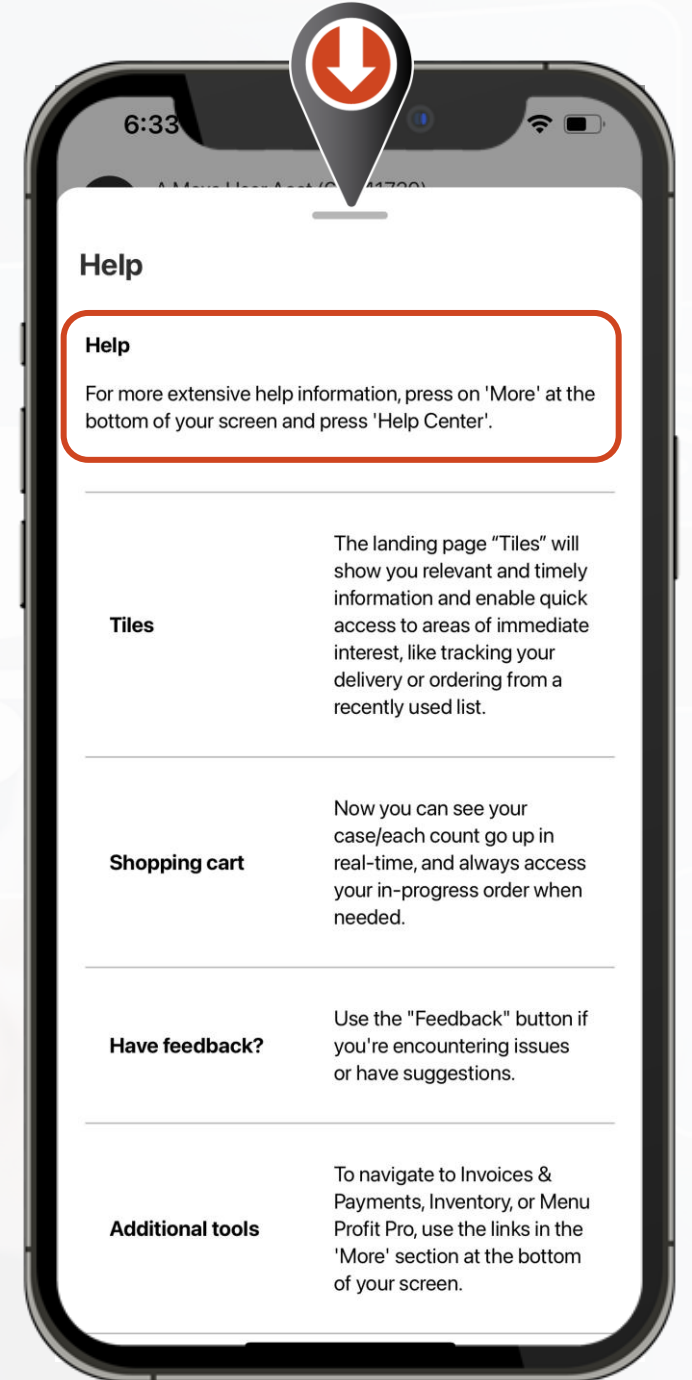 6:33
Help
Help
For more extensive help information, press on 'More' at the
bottom of your screen and press 'Help Center'.
Tiles
The landing page “Tiles” will
show you relevant and timely
information and enable quick
access to areas of immediate
interest, like tracking your
delivery or ordering from a
recently used list.
Shopping cart
Now you can see your
case/each count go up in
real-time, and always access
your in-progress order when
needed.
Have feedback?
Use the "Feedback" button if
you're encountering issues
or have suggestions.
Additional tools
To navigate to Invoices &
Payments, Inventory, or Menu
Profit Pro, use the links in the
'More' section at the bottom
of your screen.